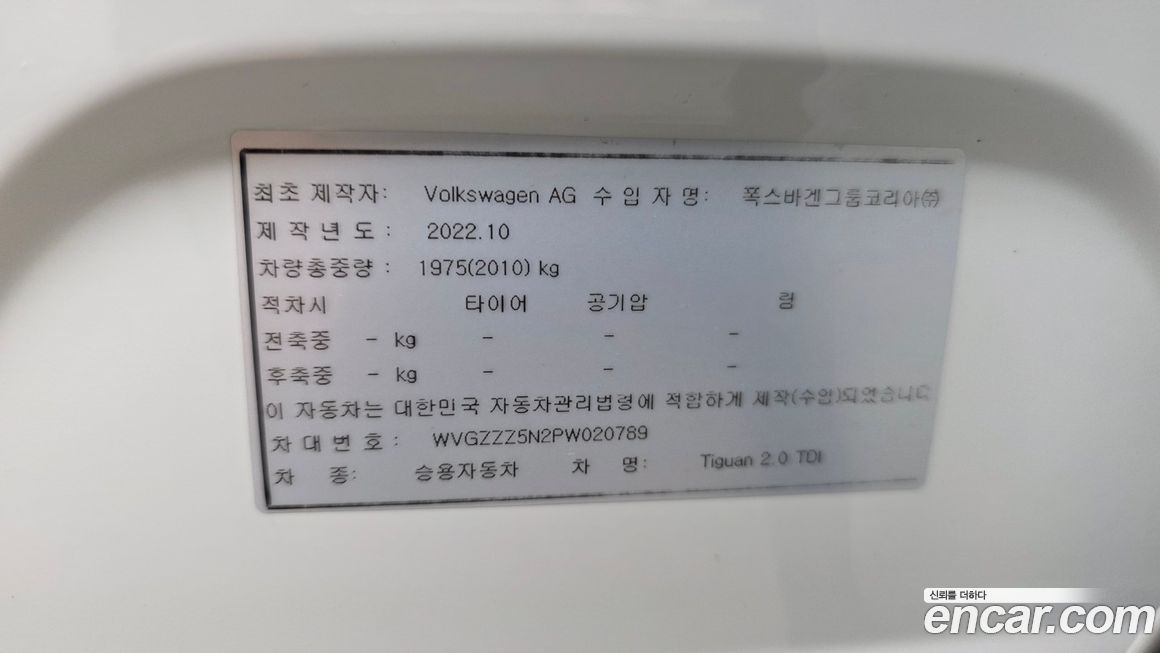 최초 제작자: Volkswagen AG 수 입 자 명: 폭스바겐그룹코리아㈜
제 작 년 도 : 2022.10
차량총중량 : 1975(2010) kg
적차시 타이어 공기압 림
전축중 - kg - - -
후축중 - kg - - -
이 자동차는 대한민국 자동차관리법령에 적합하게 제작(수입)되었습니다
차 대 번 호 : WVGZZZ5N2PW020789
차 종: 승용자동차 차 명: Tiguan 2.0 TDI
신뢰를 더하다
encar.com